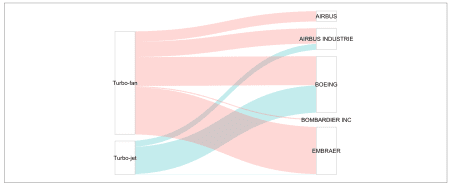 AIRBUS
AIRBUS INDUSTRIE
Turbo-fan
BOEING
BOMBARDIER INC
EMBRAER
Turbo-jet